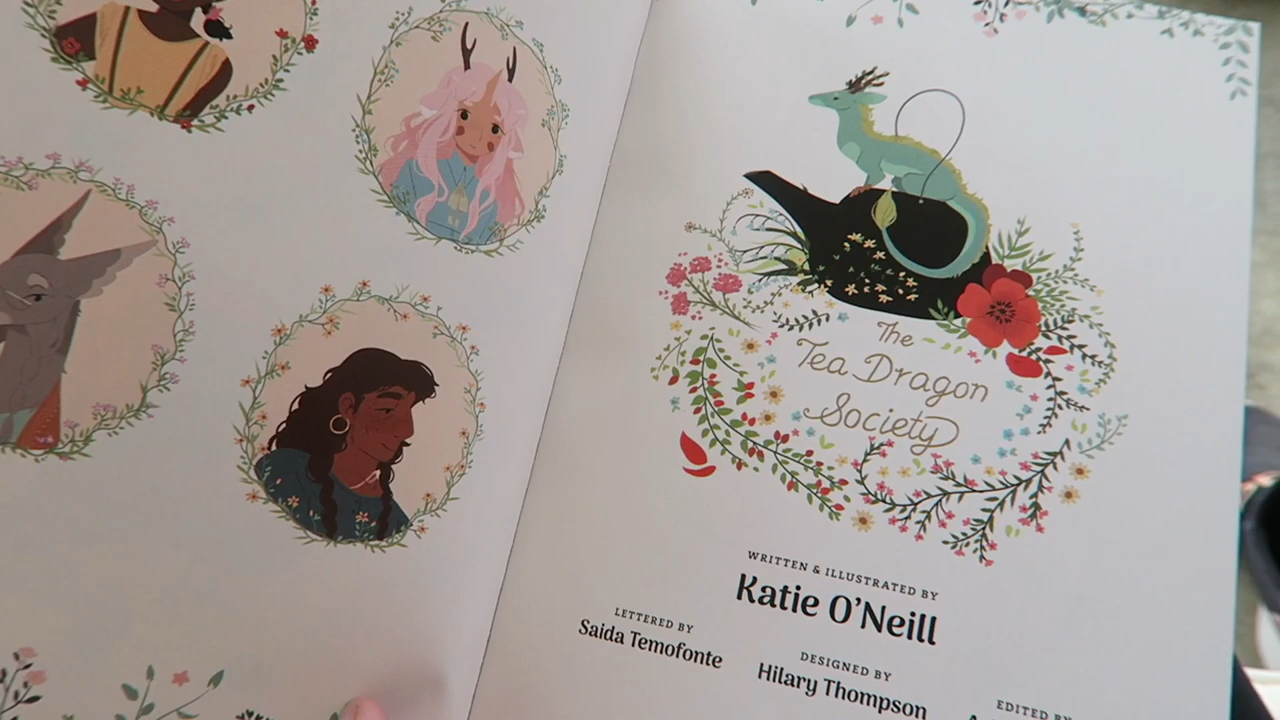 The
Tea Dragon
Society
WRITTEN & ILLUSTRATED BY
Katie O'Neill
LETTERED BY
Saida Temofonte
DESIGNED BY
Hilary Thompson
EDITED BY